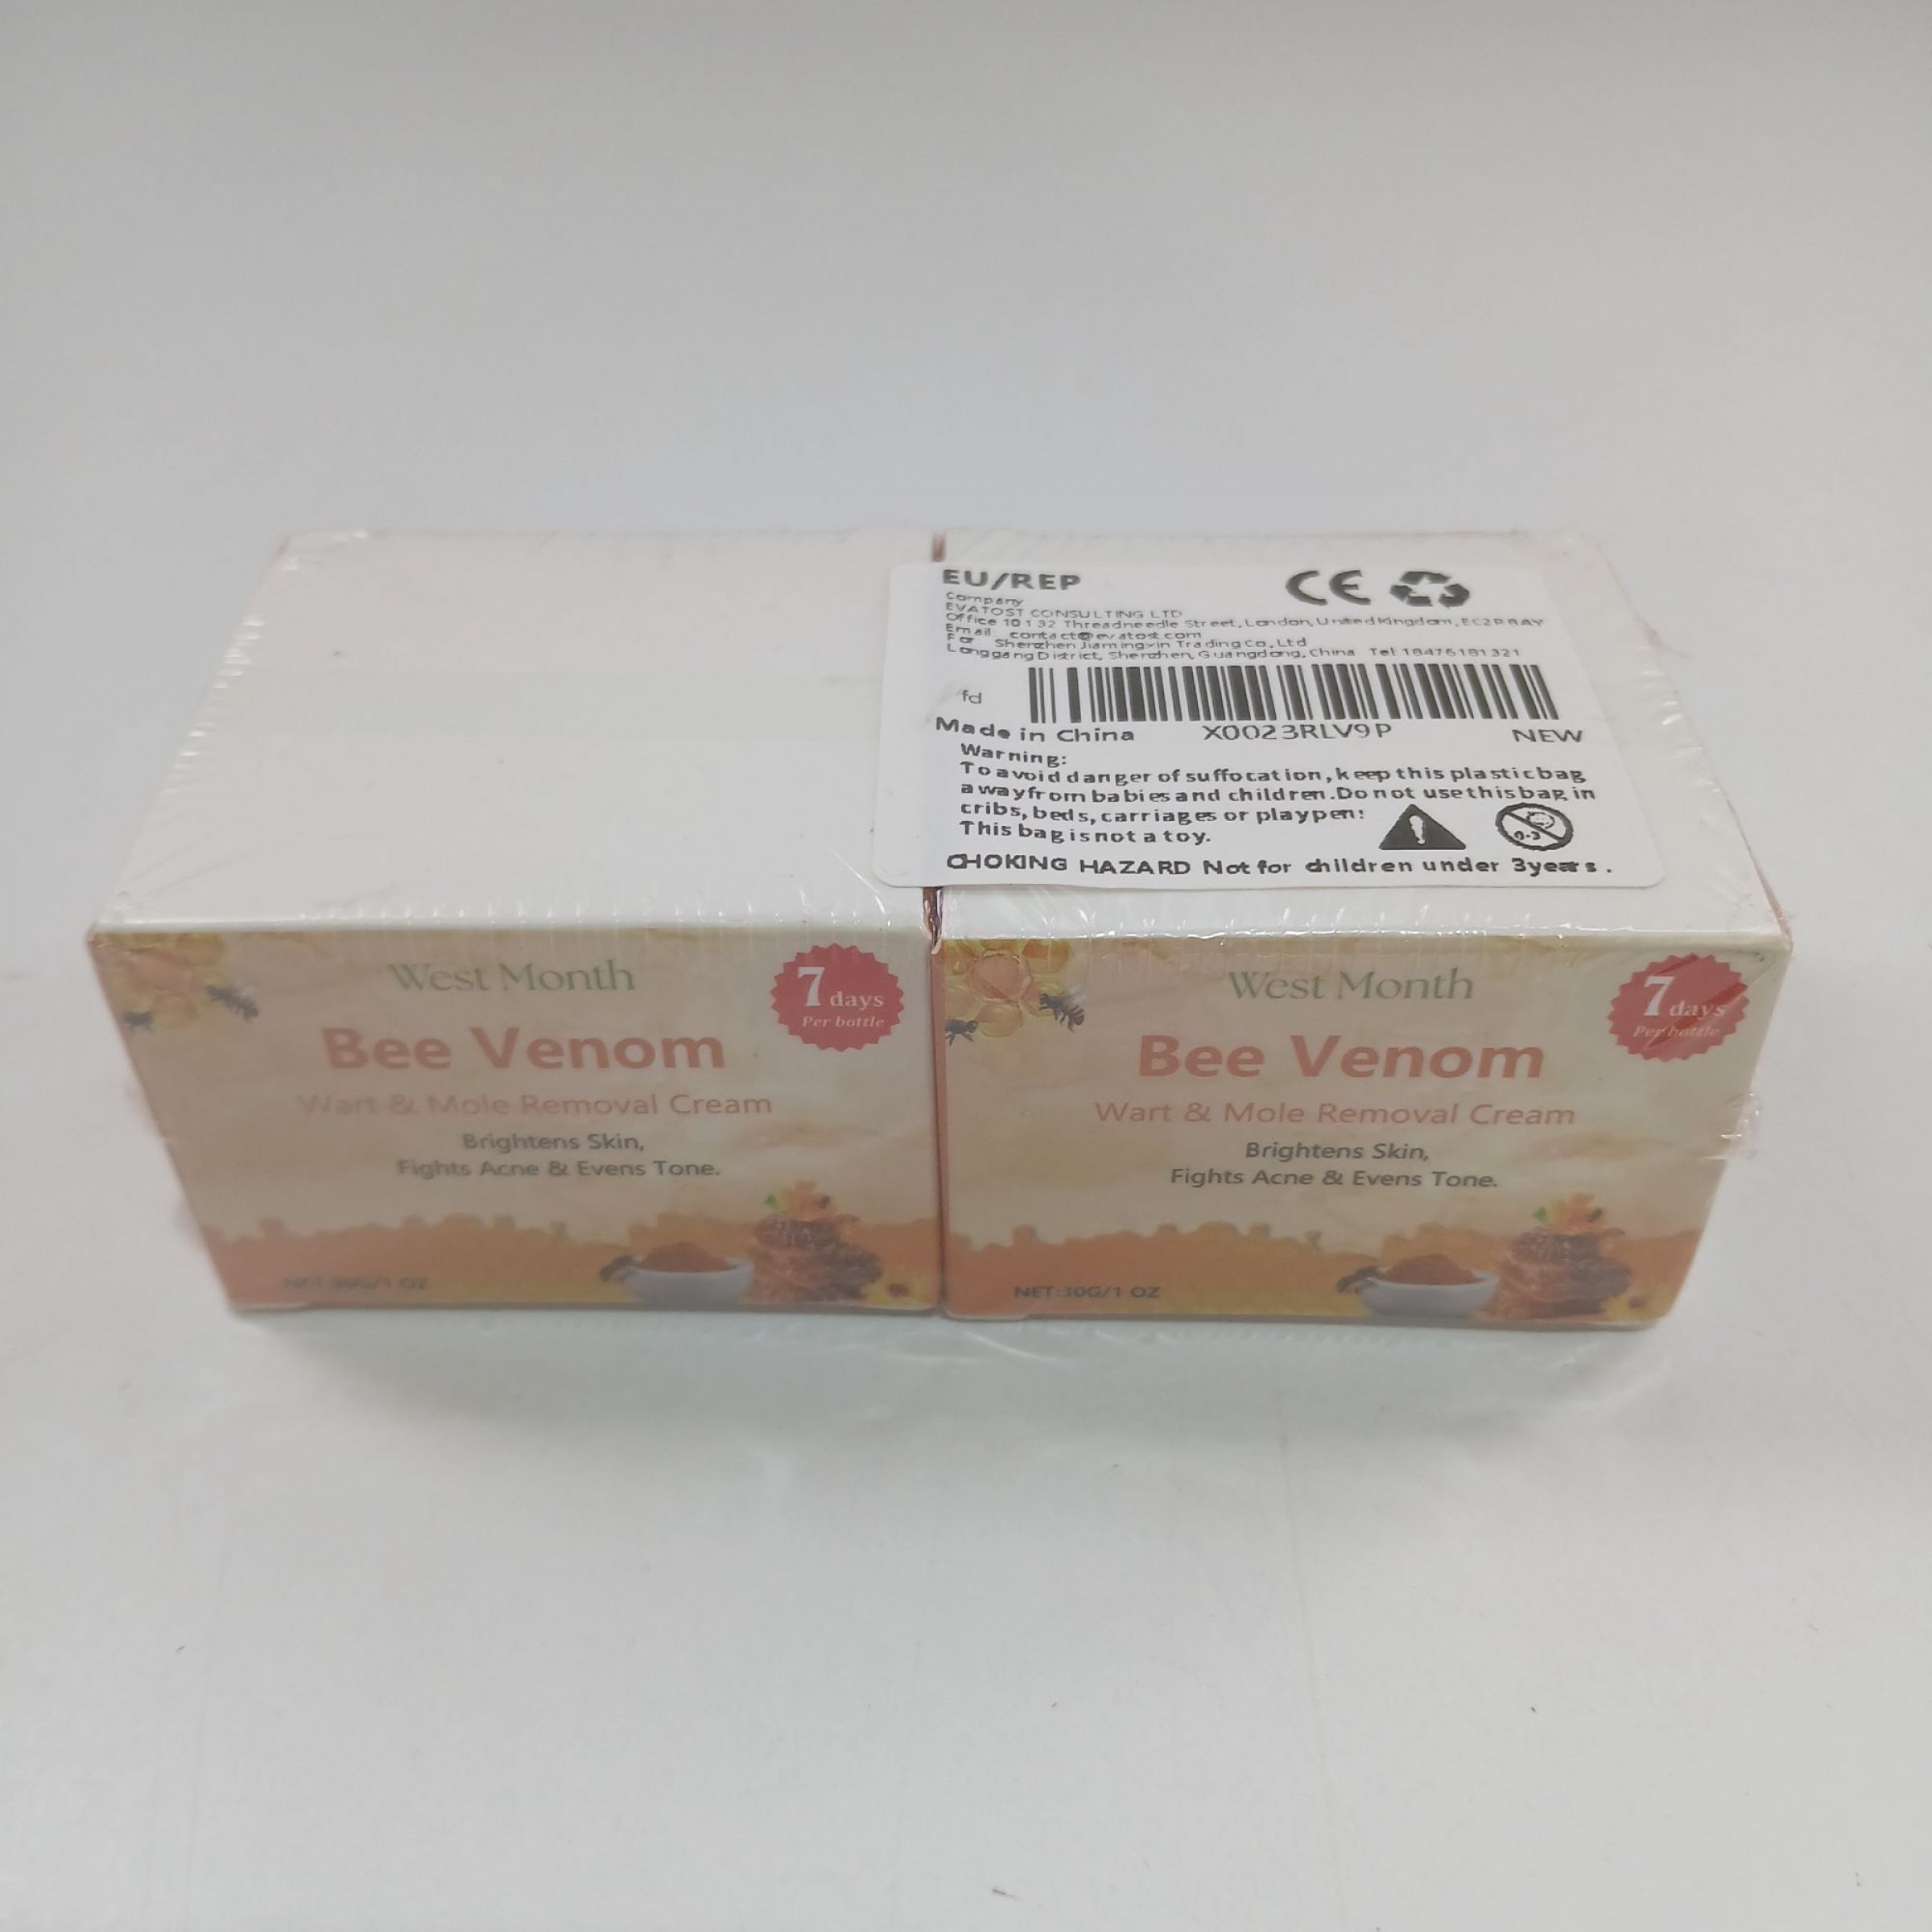 EU/REP
CE
Company
EVATOST CONSULTING LTD
Office 101 32 Threadneedle Street, London, United Kingdom, EC2R 8AY
Email contact@evatost.com
For Shenzhen Jiamingxin Trading Co., Ltd
Longgang District, Shenzhen, Guangdong, China Tel: 18476181321
fd
Made in China X0023RLV9P NEW
Warning:
To avoid danger of suffocation, keep this plastic bag
away from babies and children. Do not use this bag in
cribs, beds, carriages or playpen!
This bag is not a toy.
0-3
CHOKING HAZARD Not for children under 3years.
West Month
7 days
Per bottle
Bee Venom
Wart & Mole Removal Cream
Brightens Skin,
Fights Acne & Evens Tone.
NET:30G/1 OZ
West Month
7 days
Per bottle
Bee Venom
Wart & Mole Removal Cream
Brightens Skin,
Fights Acne & Evens Tone.
NET:30G/1 OZ